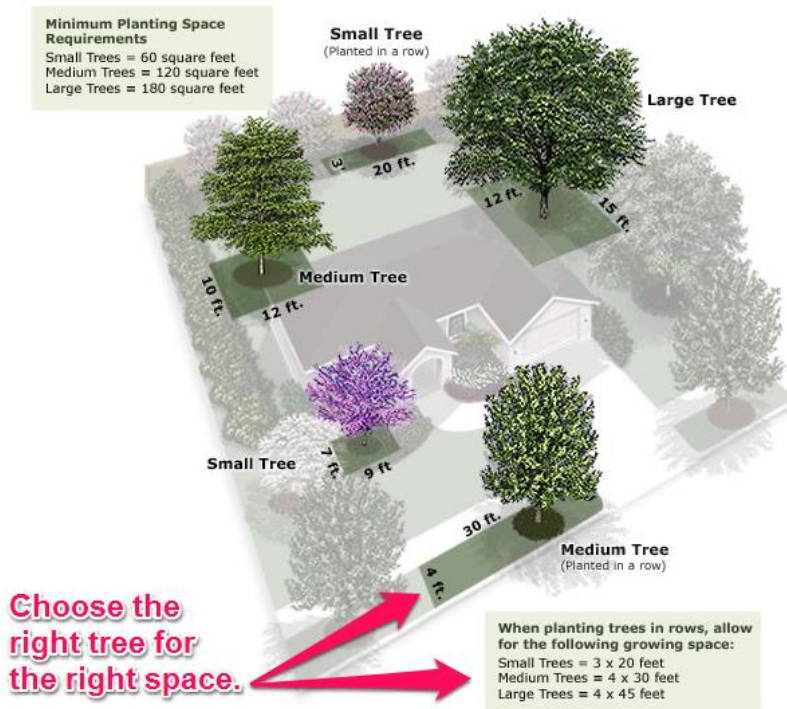 Minimum Planting Space
Requirements
Small Trees = 60 square feet
Medium Trees = 120 square feet
Large Trees = 180 square feet
Small Tree
(Planted in a row)
Large Tree
3'
20 ft.
12 ft.
15 ft.
Medium Tree
10 ft.
12 ft.
Small Tree
7 ft.
9 ft
30 ft.
4 ft.
Medium Tree
(Planted in a row)
Choose the
right tree for
the right space.
When planting trees in rows, allow
for the following growing space:
Small Trees = 3 x 20 feet
Medium Trees = 4 x 30 feet
Large Trees = 4 x 45 feet